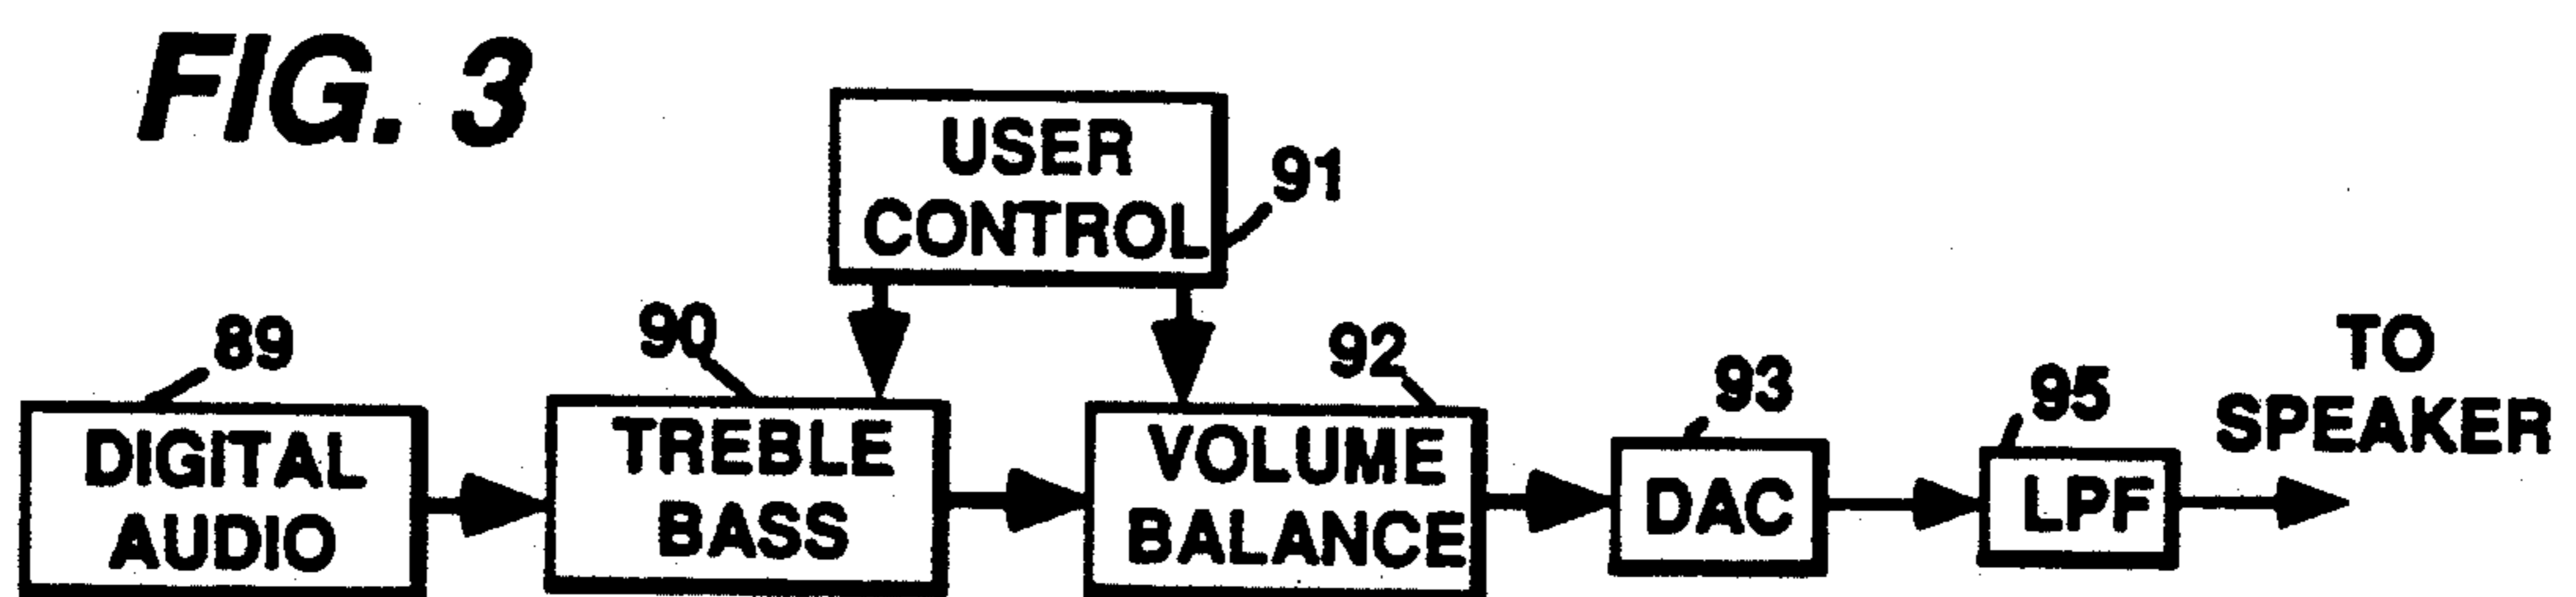 FIG. 3
USER
CONTROL
91
89
DIGITAL
AUDIO
90
TREBLE
BASS
92
VOLUME
BALANCE
93
DAC
95
LPF
TO
SPEAKER